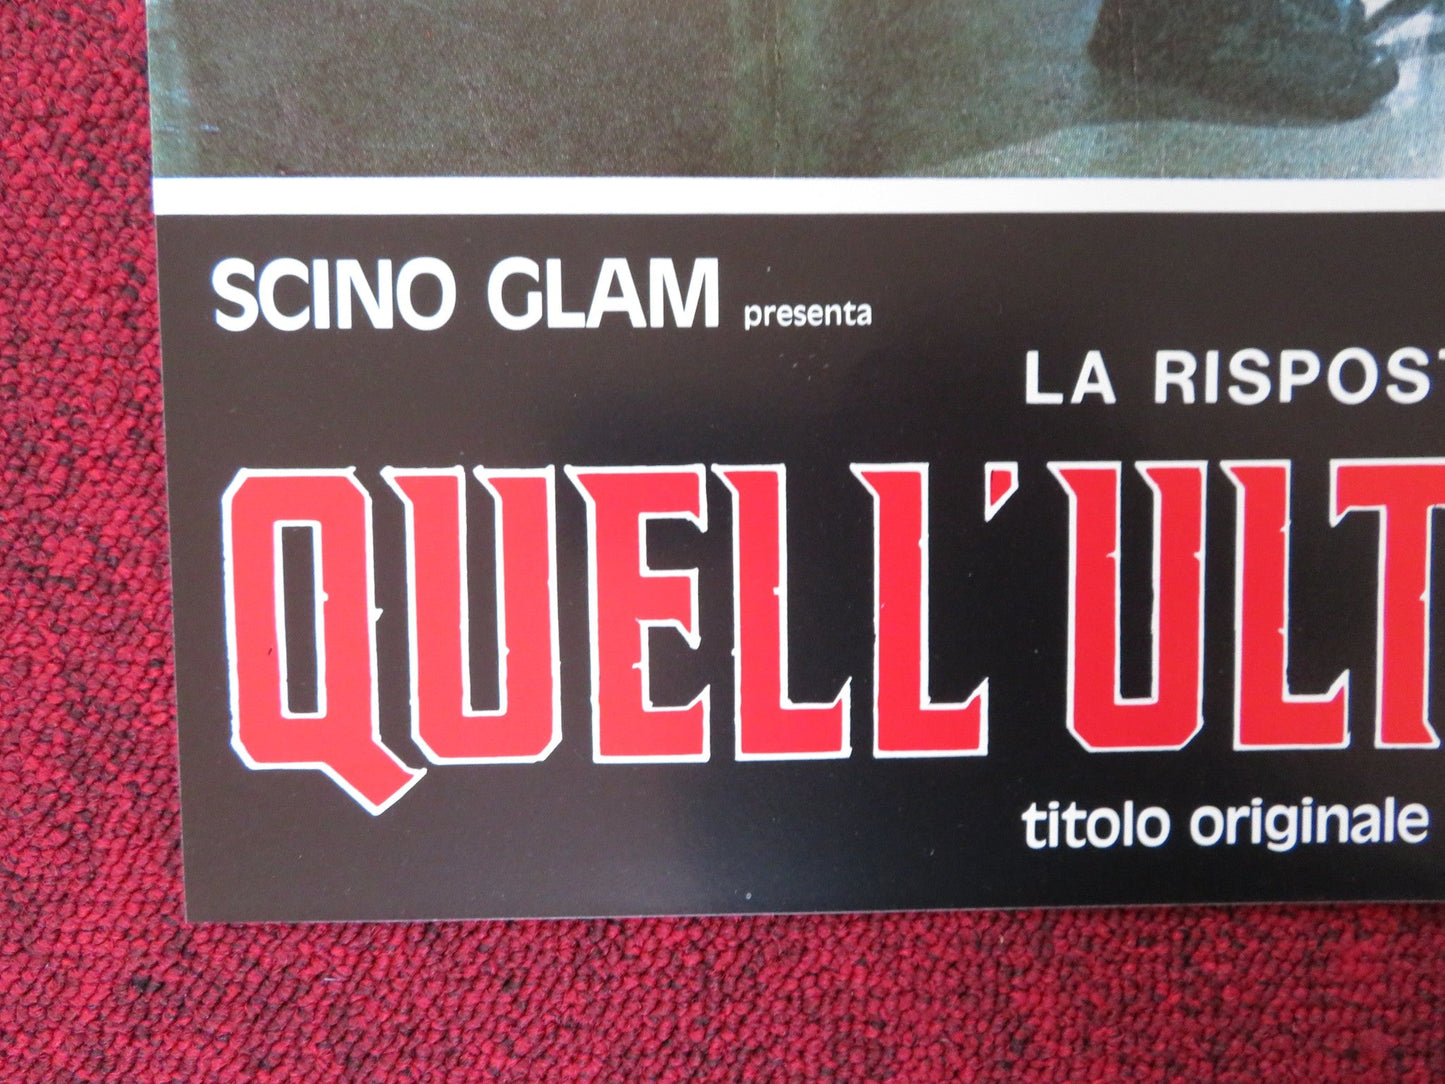 SCINO GLAM presenta
LA RISPOST
QUELL'ULT
titolo originale